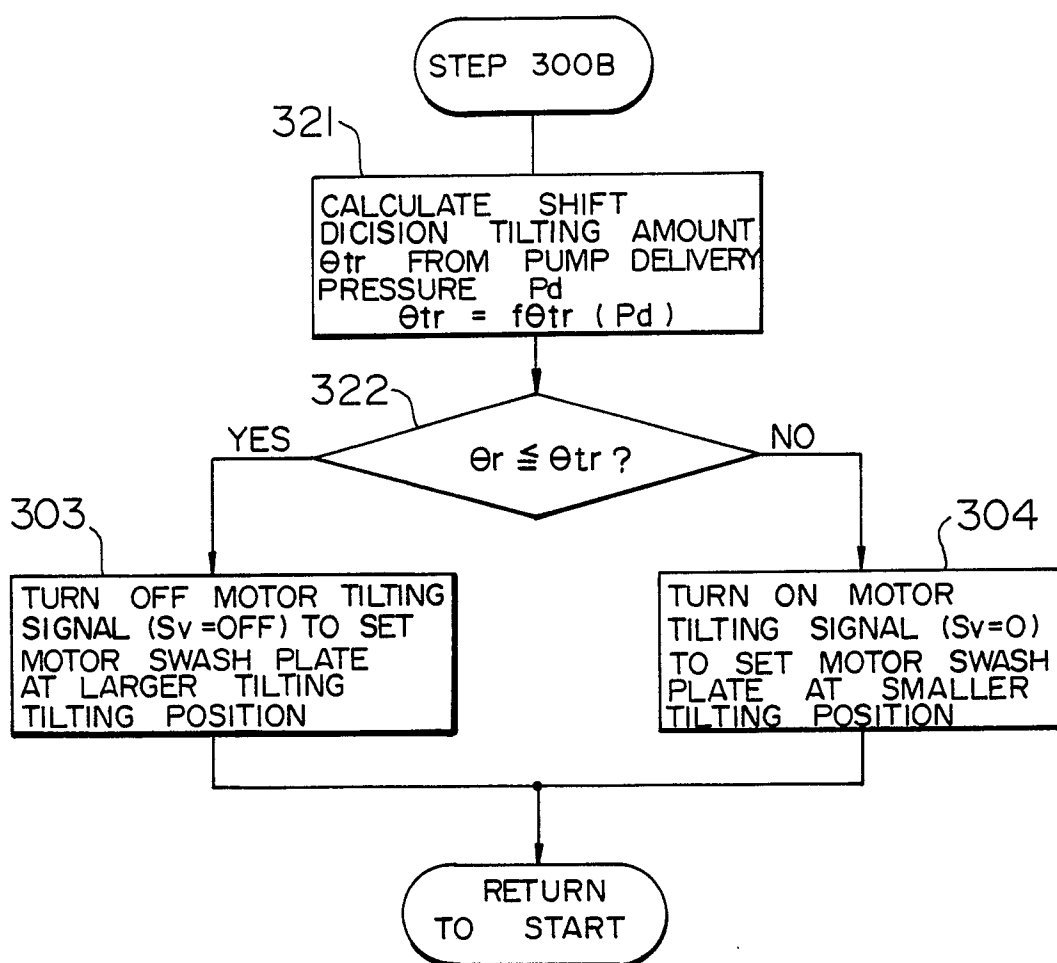 STEP 300B
321
CALCULATE SHIFT
DICISION TILTING AMOUNT
θtr FROM PUMP DELIVERY
PRESSURE Pd
θtr = fθtr (Pd)
322
YES
θr ≦ θtr?
NO
303
TURN OFF MOTOR TILTING
SIGNAL (Sv=OFF) TO SET
MOTOR SWASH PLATE
AT LARGER TILTING
TILTING POSITION
304
TURN ON MOTOR
TILTING SIGNAL (Sv=O)
TO SET MOTOR SWASH
PLATE AT SMALLER
TILTING POSITION
RETURN
TO START